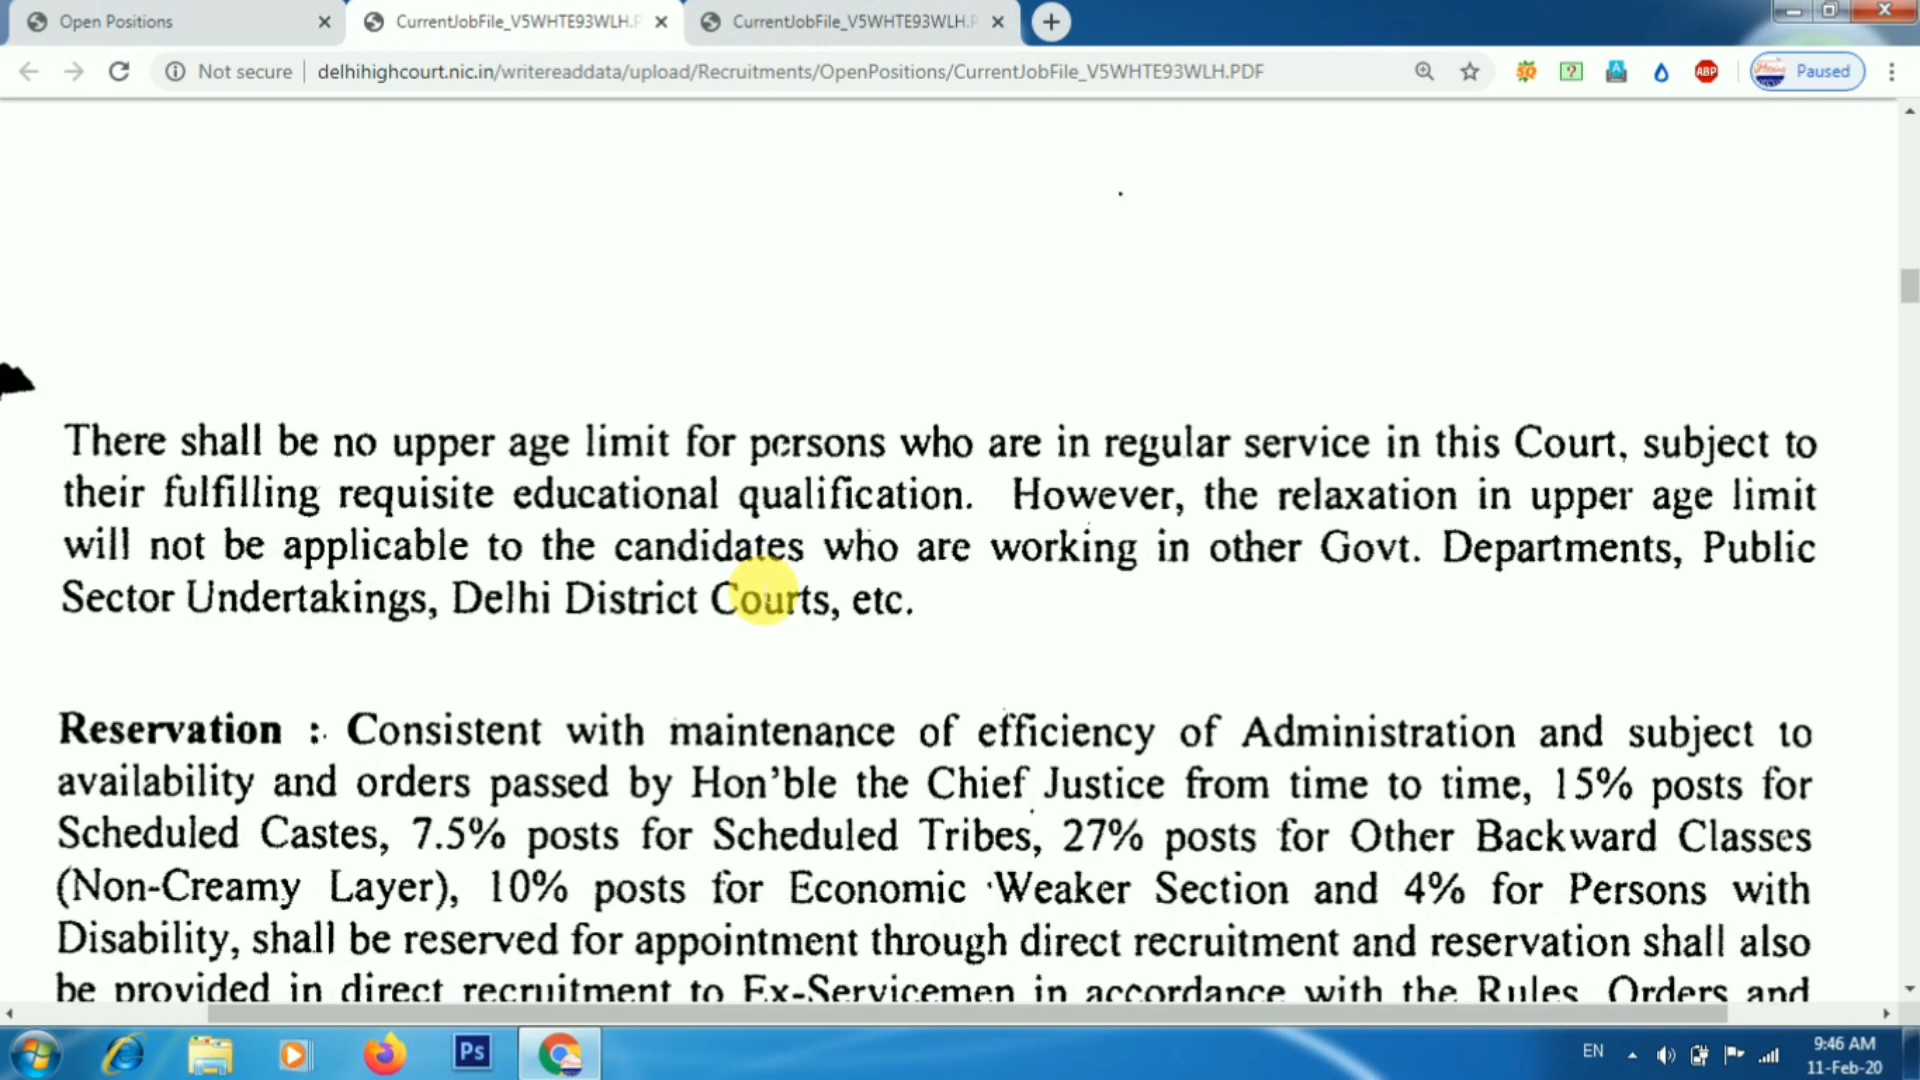 Open Positions
CurrentJobFile_V5WHTE93WLH.P
CurrentJobFile_V5WHTE93WLH.P
Not secure
delhihighcourt.nic.in/writereaddata/upload/Recruitments/OpenPositions/CurrentJobFile_V5WHTE93WLH.PDF
ABP
Paused
There shall be no upper age limit for persons who are in regular service in this Court, subject to
their fulfilling requisite educational qualification. However, the relaxation in upper age limit
will not be applicable to the candidates who are working in other Govt. Departments, Public
Sector Undertakings, Delhi District Courts, etc.
Reservation : Consistent with maintenance of efficiency of Administration and subject to
availability and orders passed by Hon'ble the Chief Justice from time to time, 15% posts for
Scheduled Castes, 7.5% posts for Scheduled Tribes, 27% posts for Other Backward Classes
(Non-Creamy Layer), 10% posts for Economic Weaker Section and 4% for Persons with
Disability, shall be reserved for appointment through direct recruitment and reservation shall also
be provided in direct recruitment to Ex-Servicemen in accordance with the Rules, Orders and
Ps
EN
9:46 AM
11-Feb-20